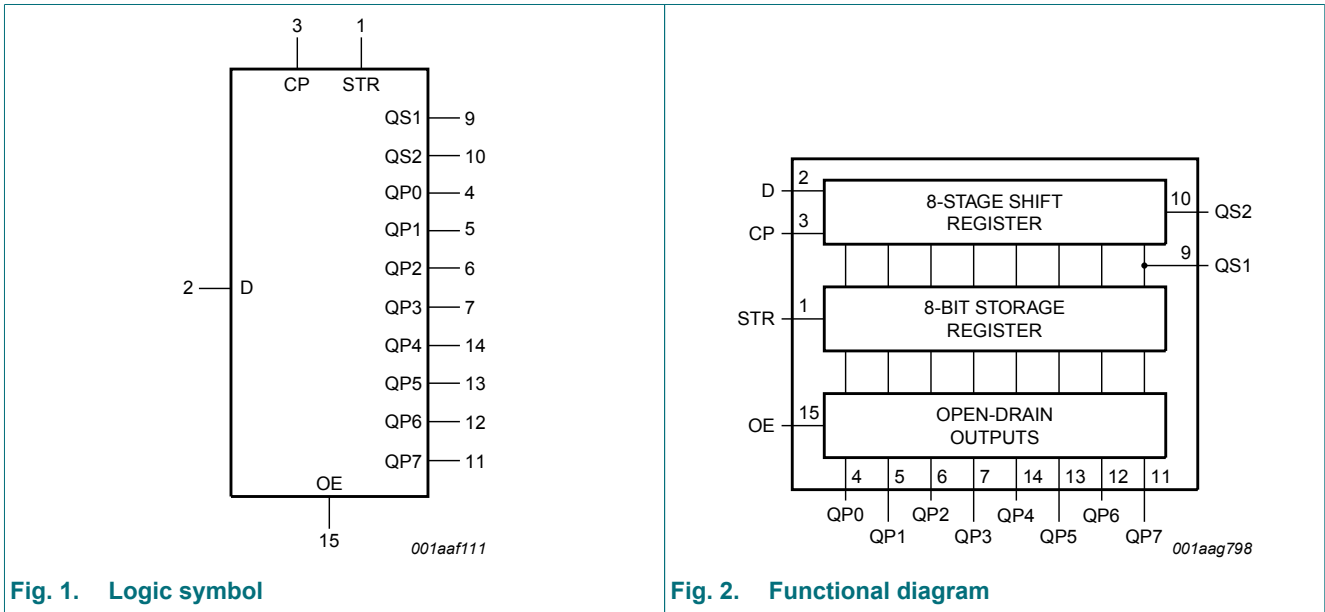 3 1
CP STR
QS1 9
QS2 10
QP0 4
QP1 5
QP2 6
2 D
QP3 7
QP4 14
QP5 13
QP6 12
QP7 11
OE
15
001aaf111
Fig. 1. Logic symbol
D 2
8-STAGE SHIFT
REGISTER
10 QS2
CP 3
9 QS1
STR 1
8-BIT STORAGE
REGISTER
OE 15
OPEN-DRAIN
OUTPUTS
4 5 6 7 14 13 12 11
QP0 QP2 QP4 QP6
QP1 QP3 QP5 QP7
001aag798
Fig. 2. Functional diagram